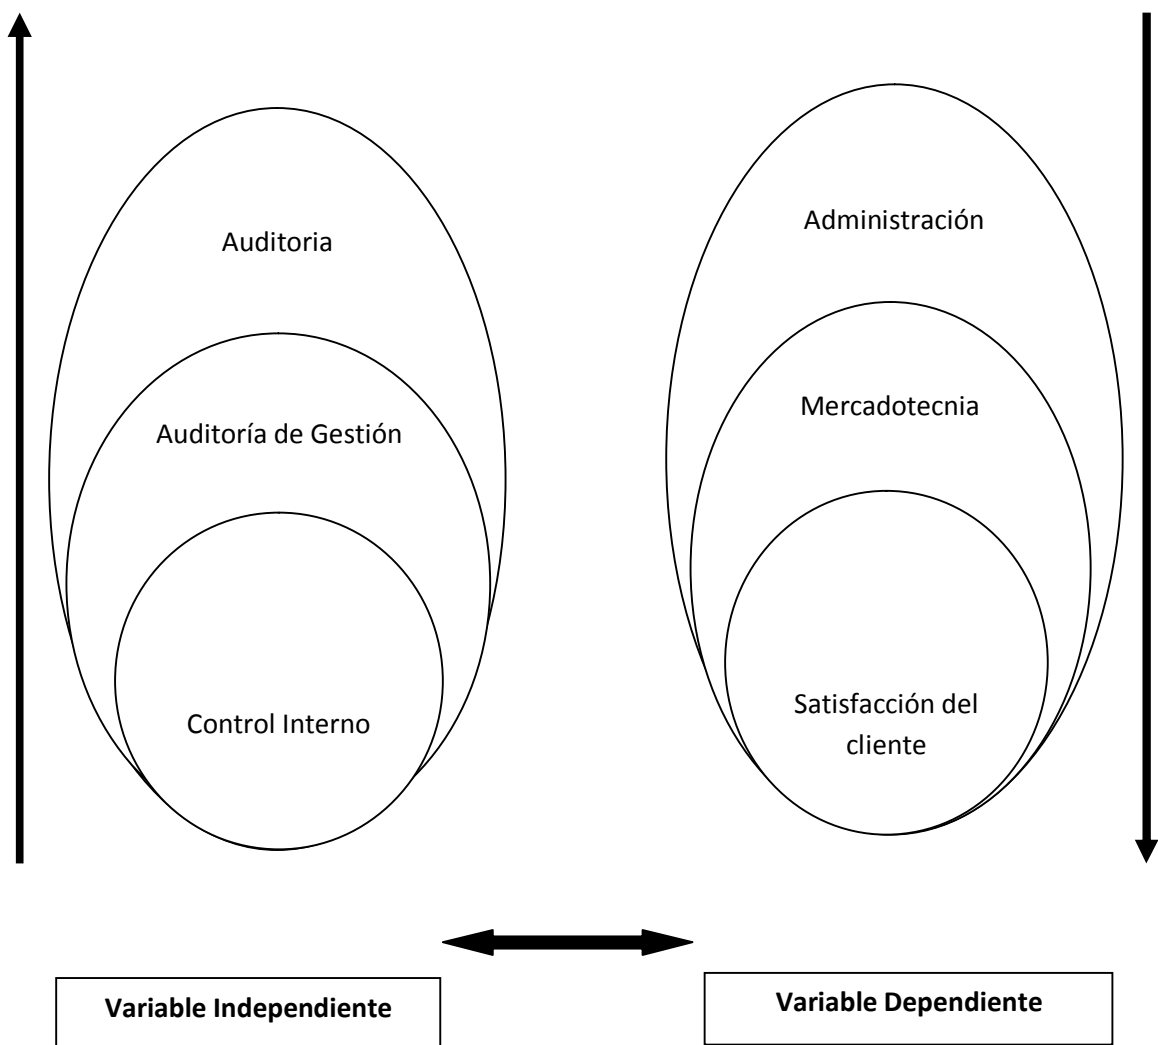 Auditoria
Auditoría de Gestión
Control Interno
Administración
Mercadotecnia
Satisfacción del
cliente
Variable Independiente
Variable Dependiente